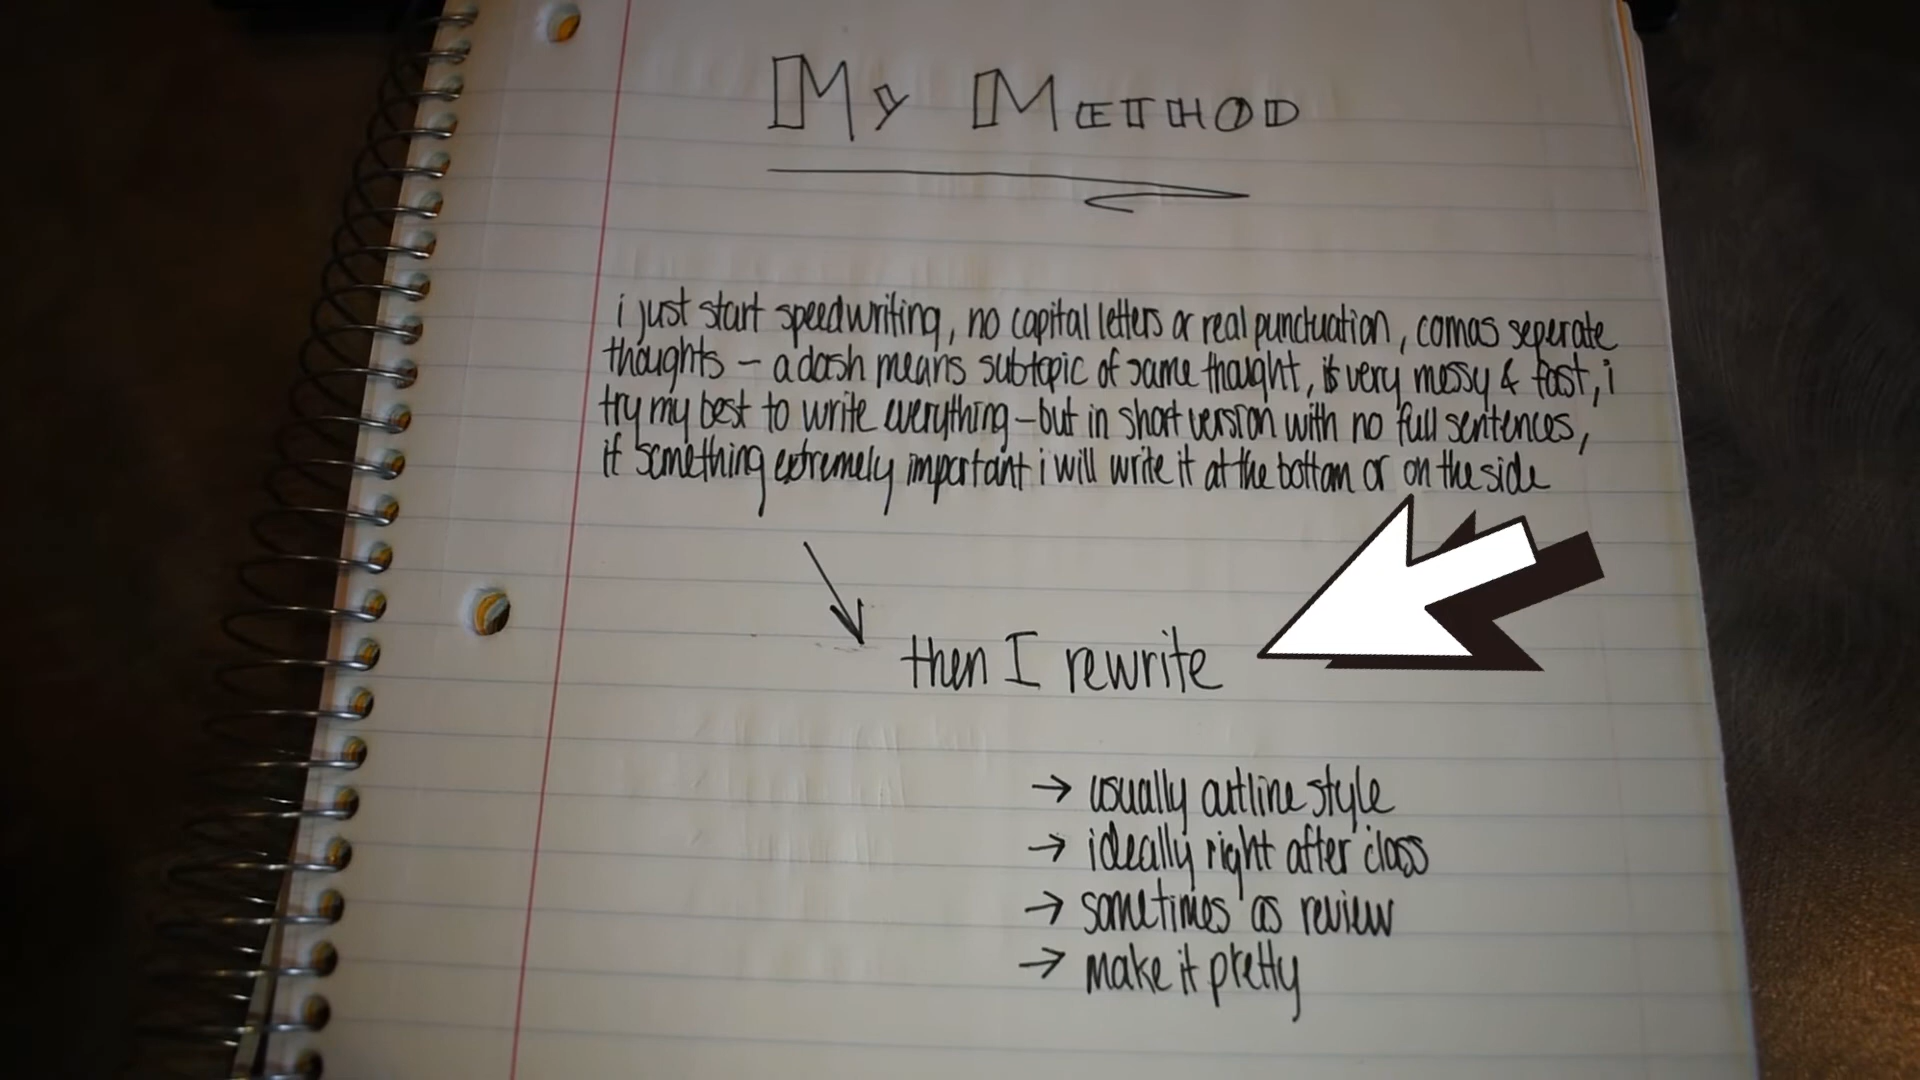 My Method
i just start speedwriting, no capital letters or real punctuation, comas seperate
thoughts – a dash means subtopic of same thought, is very messy & fast, i
try my best to write everything – but in short version with no full sentences,
if something extremely important i will write it at the bottom or on the side
then I rewrite
→ usually outline style
→ ideally right after class
→ sometimes as review
→ make it pretty